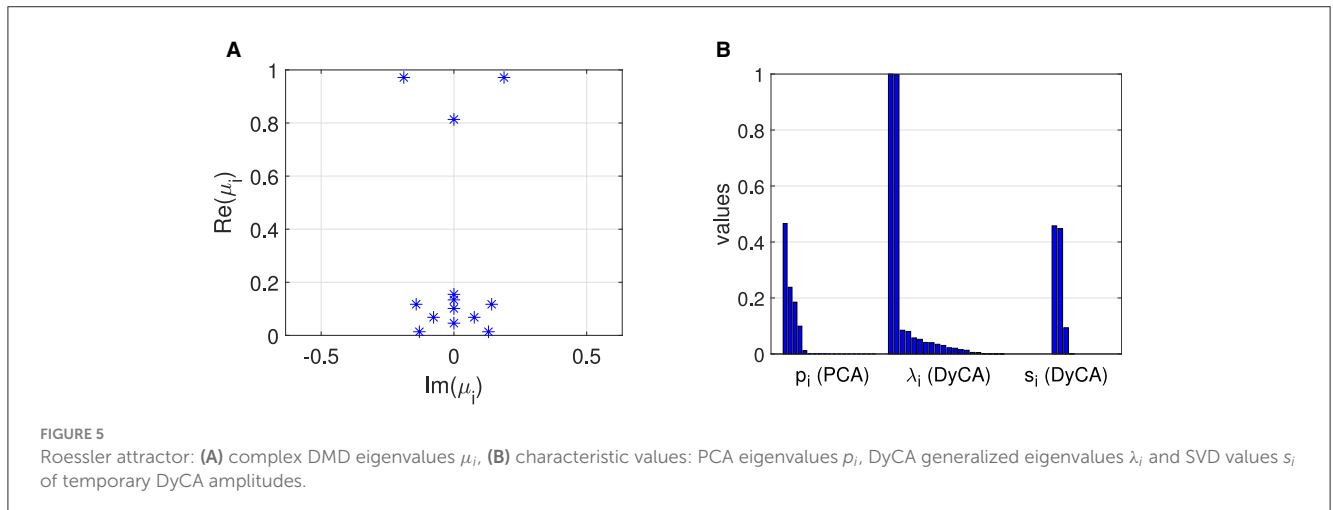 A
B
1
0.8
0.6
0.4
0.2
0
Re(μᵢ)
-0.5 0 0.5
Im(μᵢ)
1
0.8
0.6
0.4
0.2
0
values
pᵢ (PCA) λᵢ (DyCA) sᵢ (DyCA)
FIGURE 5
Roessler attractor: (A) complex DMD eigenvalues μᵢ, (B) characteristic values: PCA eigenvalues pᵢ, DyCA generalized eigenvalues λᵢ and SVD values sᵢ
of temporary DyCA amplitudes.